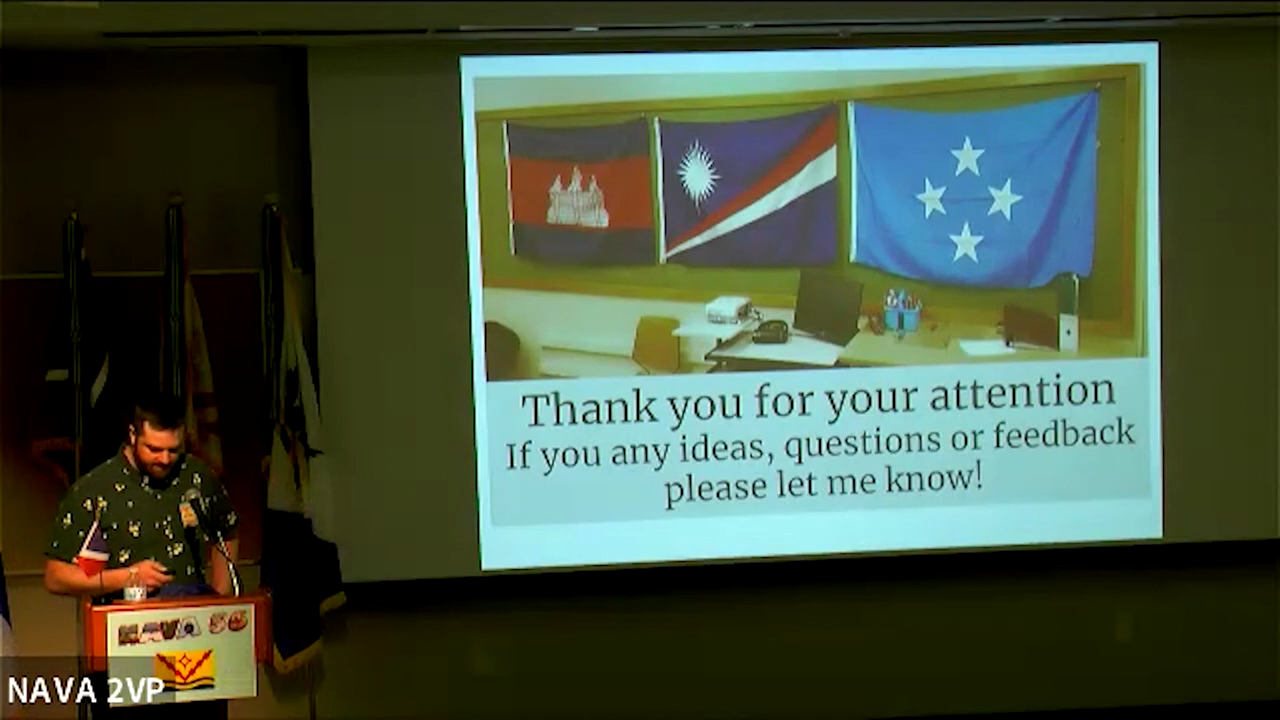 Thank you for your attention
If you any ideas, questions or feedback
please let me know!
NAVA 56
NAVA 2VP